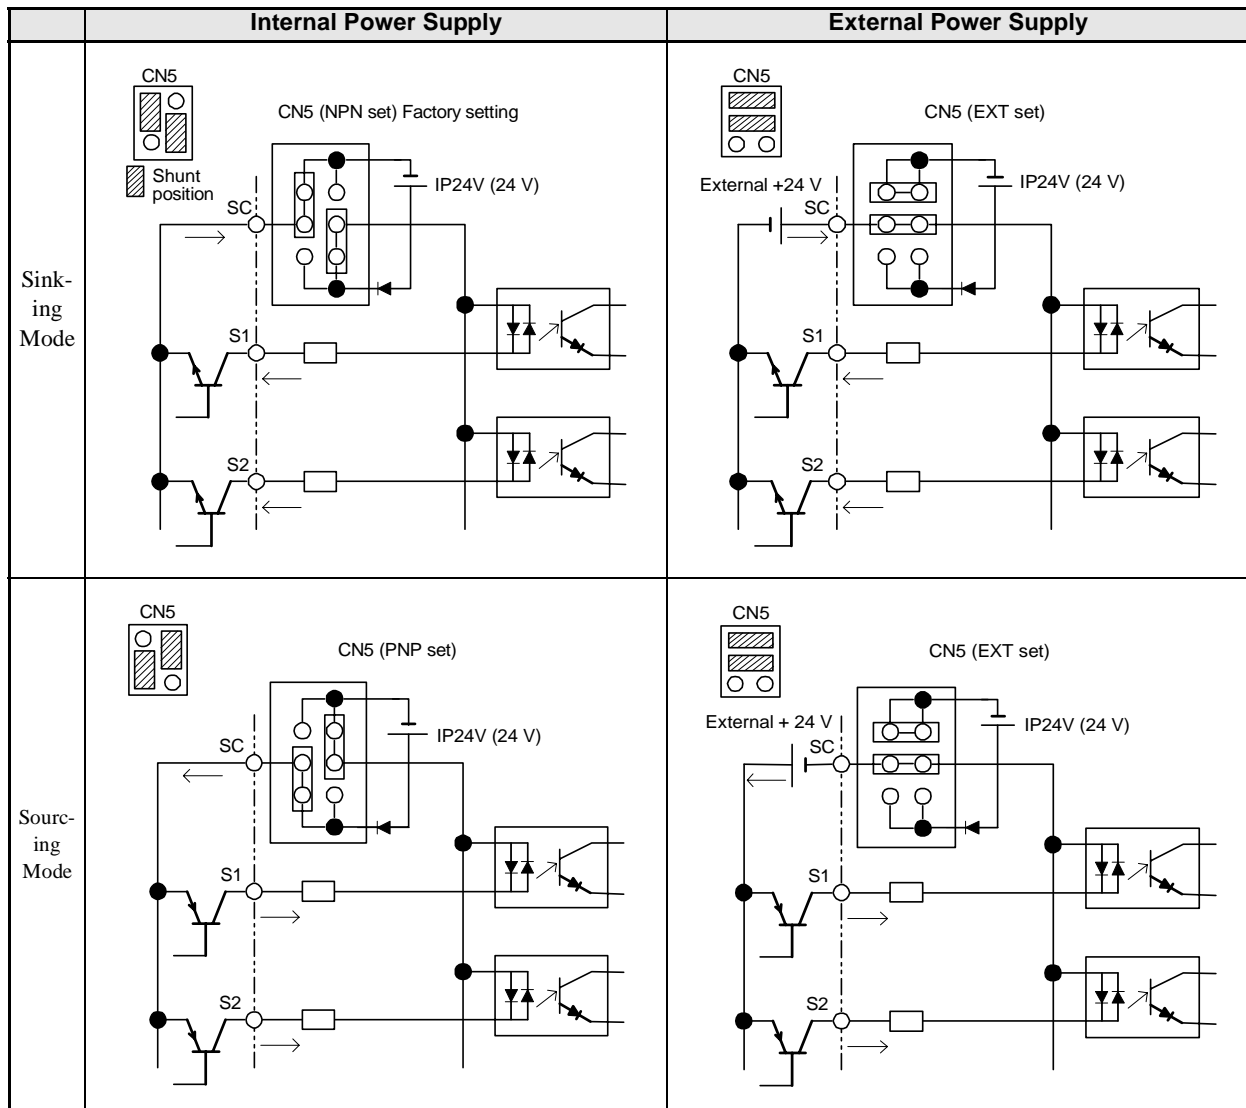 Internal Power Supply
External Power Supply
Sink-
ing
Mode
CN5
CN5 (NPN set) Factory setting
Shunt
position
IP24V (24 V)
SC
S1
S2
CN5
CN5 (EXT set)
External +24 V
IP24V (24 V)
SC
S1
S2
Sourc-
ing
Mode
CN5
CN5 (PNP set)
IP24V (24 V)
SC
S1
S2
CN5
CN5 (EXT set)
External + 24 V
IP24V (24 V)
SC
S1
S2